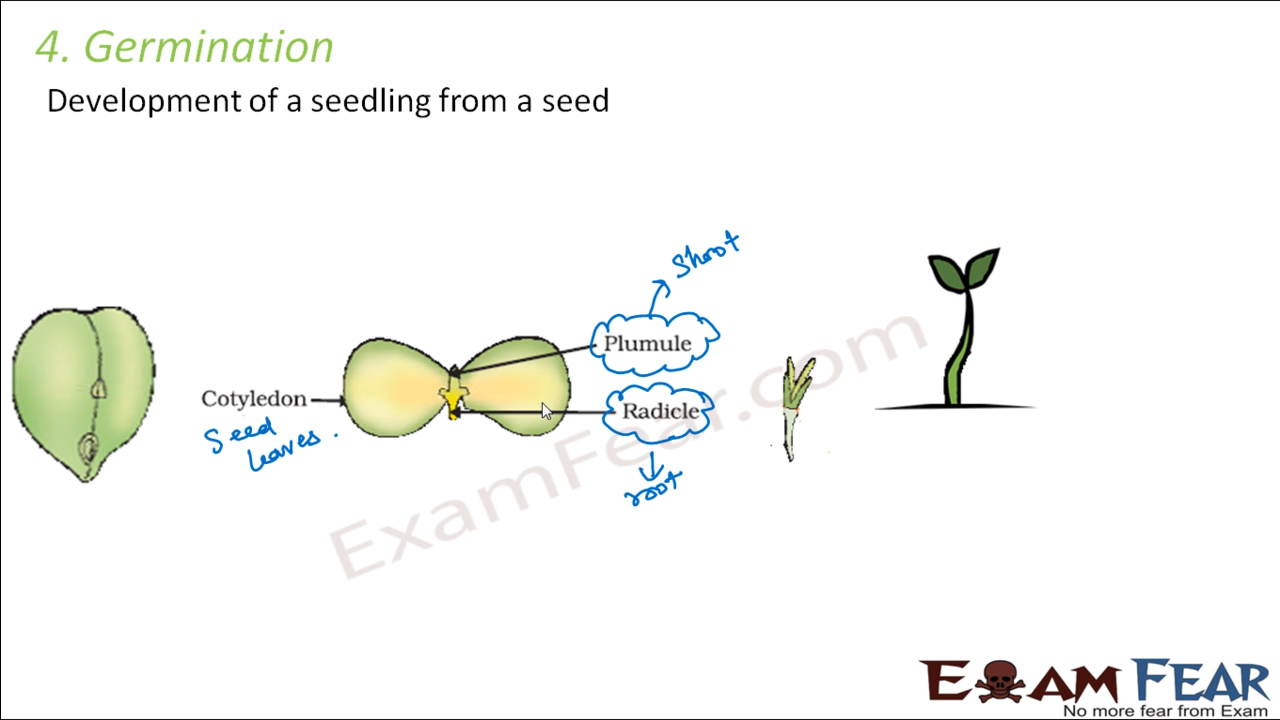 4. Germination
Development of a seedling from a seed
Shoot
Plumule
Cotyledon
Radicle
Seed
leaves.
root
ExamFear.com
EXAM FEAR
No more fear from Exam